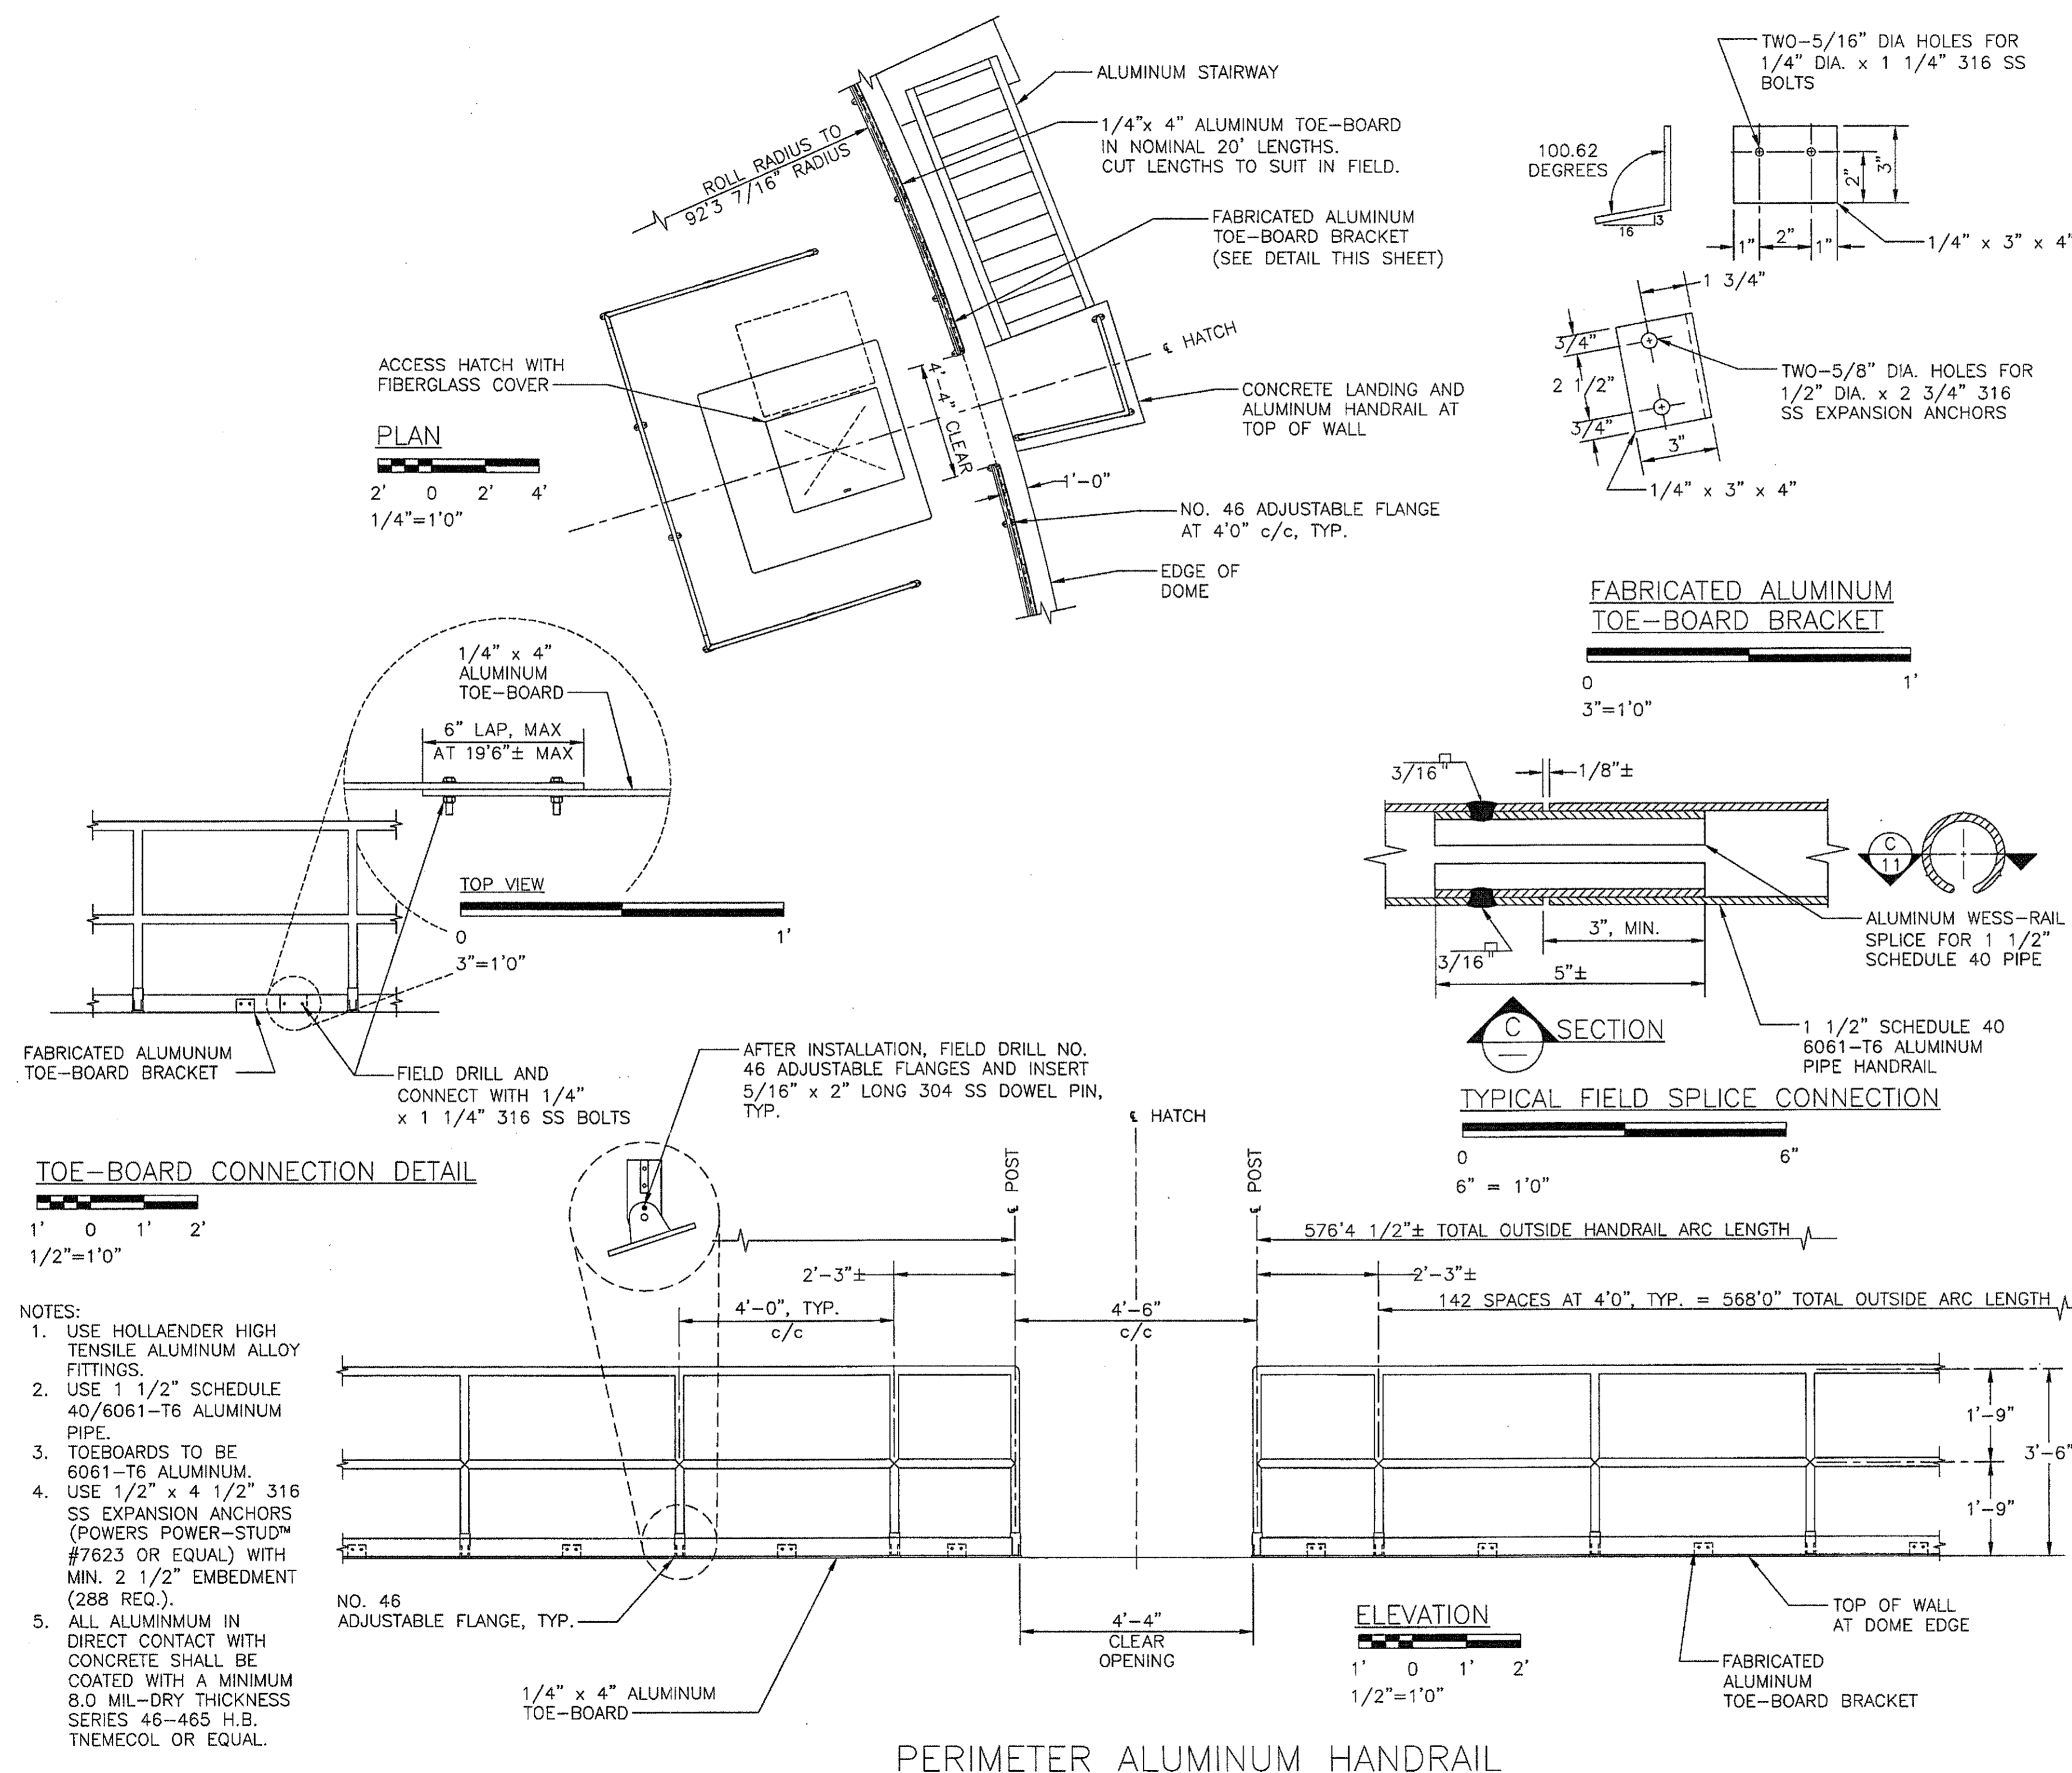 ROLL RADIUS TO
92'3 7/16" RADIUS
ALUMINUM STAIRWAY
1/4"x 4" ALUMINUM TOE-BOARD
IN NOMINAL 20' LENGTHS.
CUT LENGTHS TO SUIT IN FIELD.
FABRICATED ALUMINUM
TOE-BOARD BRACKET
(SEE DETAIL THIS SHEET)
℄ HATCH
ACCESS HATCH WITH
FIBERGLASS COVER
4'-4" CLEAR
CONCRETE LANDING AND
ALUMINUM HANDRAIL AT
TOP OF WALL
1'-0"
NO. 46 ADJUSTABLE FLANGE
AT 4'0" c/c, TYP.
EDGE OF
DOME
PLAN
2' 0 2' 4'
1/4"=1'0"
TWO-5/16" DIA HOLES FOR
1/4" DIA. x 1 1/4" 316 SS
BOLTS
100.62
DEGREES
16
3
2"
3"
1"
2"
1"
1/4" x 3" x 4"
1 3/4"
3/4"
2 1/2"
3/4"
3"
TWO-5/8" DIA. HOLES FOR
1/2" DIA. x 2 3/4" 316
SS EXPANSION ANCHORS
1/4" x 3" x 4"
FABRICATED ALUMINUM
TOE-BOARD BRACKET
0 1'
3"=1'0"
1/4" x 4"
ALUMINUM
TOE-BOARD
6" LAP, MAX
AT 19'6"± MAX
TOP VIEW
0 1'
3"=1'0"
FABRICATED ALUMUNUM
TOE-BOARD BRACKET
FIELD DRILL AND
CONNECT WITH 1/4"
x 1 1/4" 316 SS BOLTS
TOE-BOARD CONNECTION DETAIL
1' 0 1' 2'
1/2"=1'0"
3/16"
1/8"±
3/16"
3", MIN.
5"±
C
11
ALUMINUM WESS-RAIL
SPLICE FOR 1 1/2"
SCHEDULE 40 PIPE
1 1/2" SCHEDULE 40
6061-T6 ALUMINUM
PIPE HANDRAIL
C
SECTION
TYPICAL FIELD SPLICE CONNECTION
0 6"
6" = 1'0"
AFTER INSTALLATION, FIELD DRILL NO.
46 ADJUSTABLE FLANGES AND INSERT
5/16" x 2" LONG 304 SS DOWEL PIN,
TYP.
℄ HATCH
℄ POST
℄ POST
576'4 1/2"± TOTAL OUTSIDE HANDRAIL ARC LENGTH
2'-3"±
2'-3"±
4'-0", TYP.
c/c
4'-6"
c/c
142 SPACES AT 4'0", TYP. = 568'0" TOTAL OUTSIDE ARC LENGTH
1'-9"
3'-6"
1'-9"
NO. 46
ADJUSTABLE FLANGE, TYP.
4'-4"
CLEAR
OPENING
1/4" x 4" ALUMINUM
TOE-BOARD
ELEVATION
1' 0 1' 2'
1/2"=1'0"
TOP OF WALL
AT DOME EDGE
FABRICATED
ALUMINUM
TOE-BOARD BRACKET
NOTES:
1. USE HOLLAENDER HIGH
TENSILE ALUMINUM ALLOY
FITTINGS.
2. USE 1 1/2" SCHEDULE
40/6061-T6 ALUMINUM
PIPE.
3. TOEBOARDS TO BE
6061-T6 ALUMINUM.
4. USE 1/2" x 4 1/2" 316
SS EXPANSION ANCHORS
(POWERS POWER-STUD™
#7623 OR EQUAL) WITH
MIN. 2 1/2" EMBEDMENT
(288 REQ.).
5. ALL ALUMINMUM IN
DIRECT CONTACT WITH
CONCRETE SHALL BE
COATED WITH A MINIMUM
8.0 MIL-DRY THICKNESS
SERIES 46-465 H.B.
TNEMECOL OR EQUAL.
PERIMETER ALUMINUM HANDRAIL